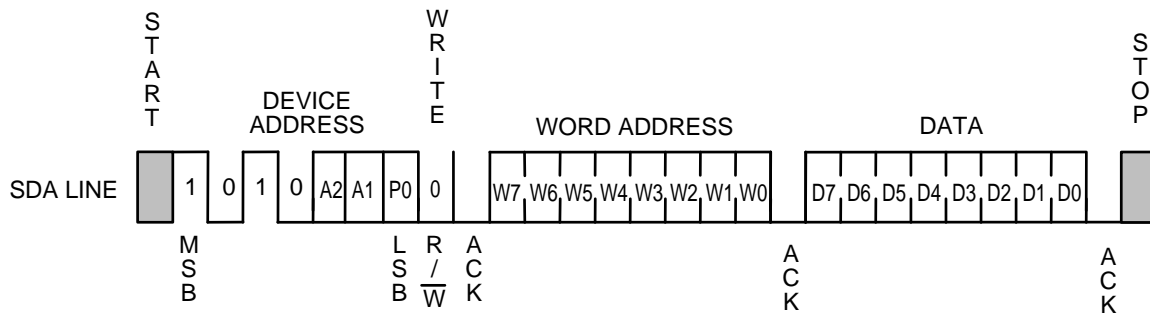 START
WRITE
STOP
DEVICE
ADDRESS
WORD ADDRESS
DATA
SDA LINE
1 0 1 0 A2 A1 P0 0 W7 W6 W5 W4 W3 W2 W1 W0 D7 D6 D5 D4 D3 D2 D1 D0
MSB
LSB
R/W̅
ACK
ACK
ACK